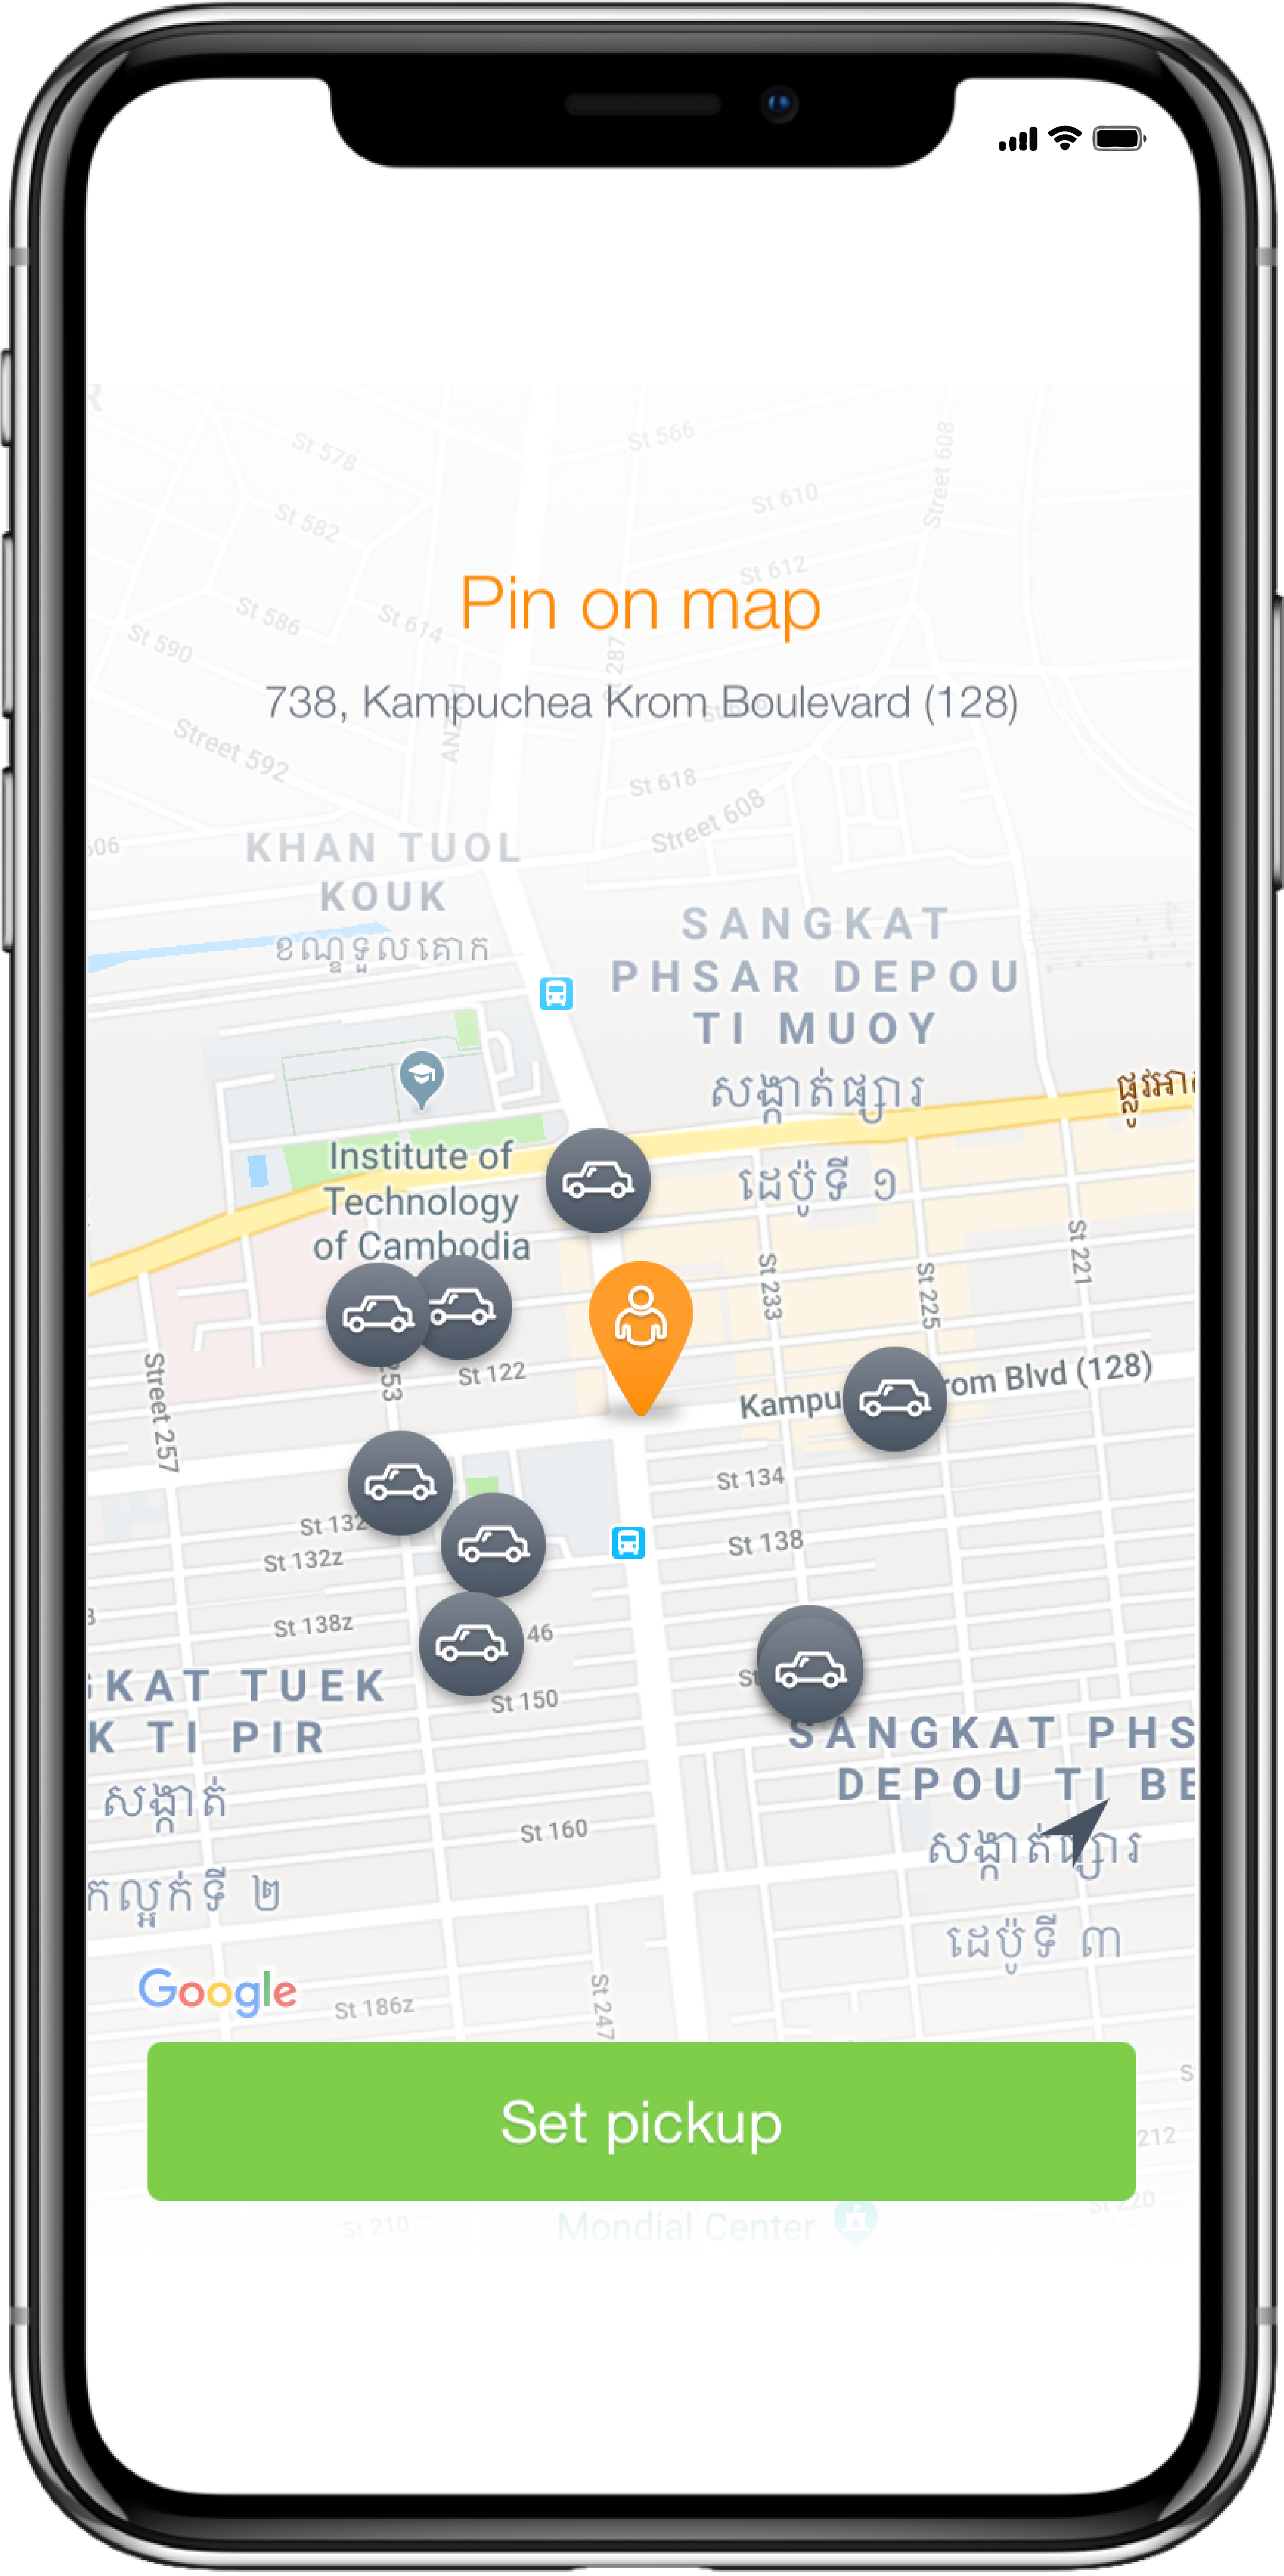 St 566
St 578
Street 608
St 610
St 582
St 612
Pin on map
St 586
St 614
St 590
287
738, Kampuchea Krom Boulevard (128)
Street 592
St 618
Street 608
606
KHAN TUOL
KOUK
ខណ្ឌទួលគោក
SANGKAT
PHSAR DEPOU
TI MUOY
សង្កាត់ផ្សារ
ដេប៉ូទី ១
Institute of
Technology
of Cambodia
St 233
St 225
St 221
Street 257
253
St 122
Kampu
rom Blvd (128)
St 134
St 132
St 138
St 132z
St 138z
46
St
St 150
KAT TUEK
K TI PIR
សង្កាត់
កល្អក់ទី ២
SANGKAT PHS
DEPOU TI BE
សង្កាត់ផ្សារ
ដេប៉ូទី ៣
St 160
Google
St 186z
St 247
Set pickup
212
St 220
St 210
Mondial Center